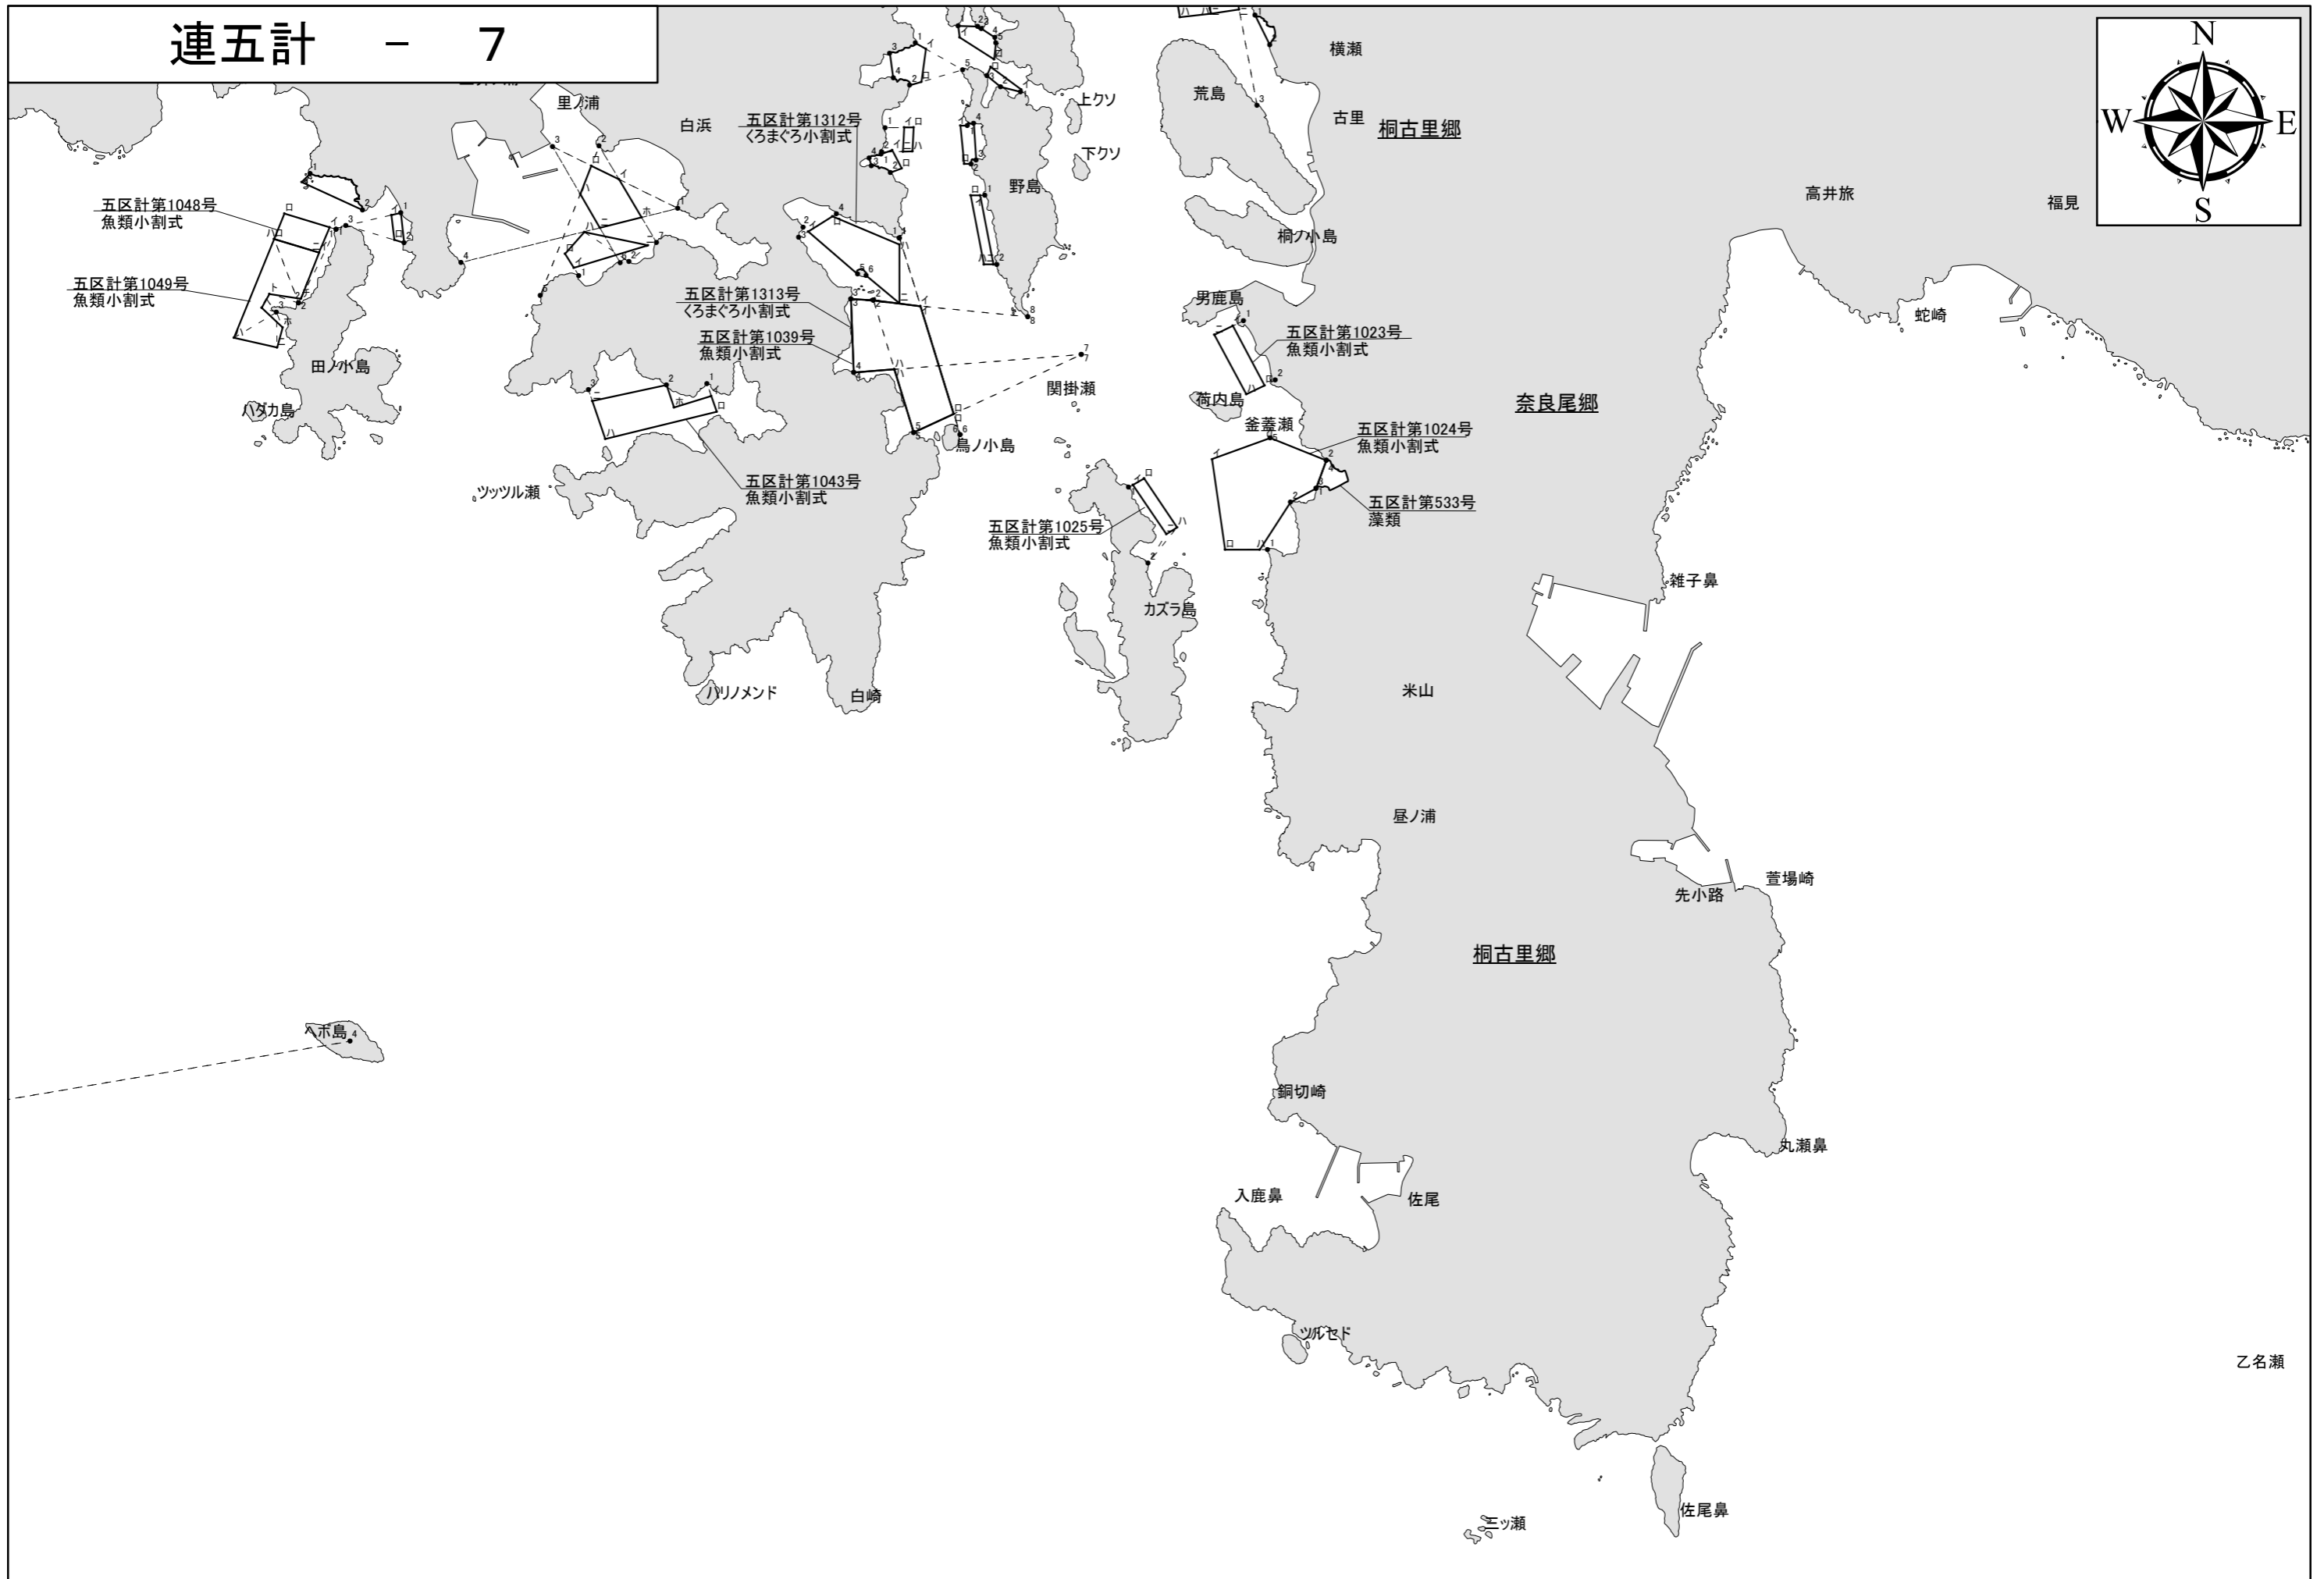 連五計　－　７
N
W
E
S
里ノ浦
白浜
五区計第1312号
くろまぐろ小割式
上クソ
下クソ
野島
荒島
横瀬
古里
桐古里郷
桐ノ小島
高井旅
福見
蛇崎
五区計第1048号
魚類小割式
五区計第1049号
魚類小割式
田ノ小島
ハダカ島
五区計第1313号
くろまぐろ小割式
五区計第1039号
魚類小割式
男鹿島
五区計第1023号
魚類小割式
関掛瀬
荷内島
奈良尾郷
釜蓋瀬
五区計第1024号
魚類小割式
鳥ノ小島
五区計第1043号
魚類小割式
ツッツル瀬
五区計第533号
藻類
五区計第1025号
魚類小割式
雑子鼻
カズラ島
ハリノメンド
白崎
米山
昼ノ浦
先小路
萱場崎
桐古里郷
ヘボ島
4
銅切崎
丸瀬鼻
入鹿鼻
佐尾
ツルセド
乙名瀬
佐尾鼻
三ッ瀬